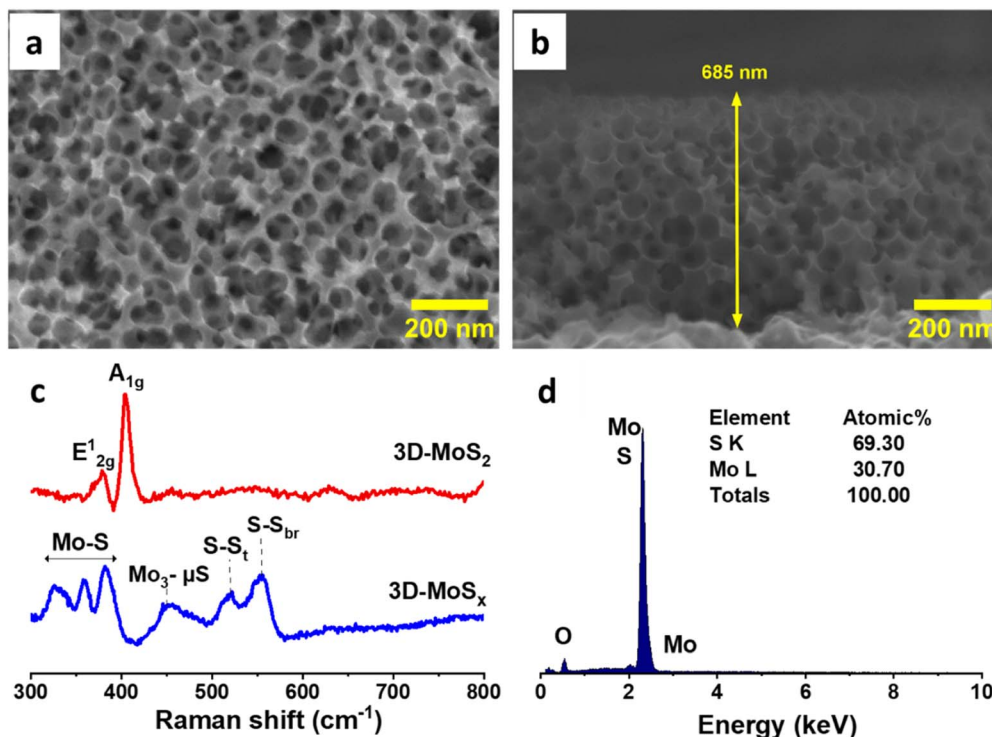 a
200 nm
b
685 nm
200 nm
c
A₁g
E¹₂g
3D-MoS₂
Mo-S
Mo₃- µS
S-Sₜ
S-Sbr
3D-MoSₓ
300 400 500 600 700 800
Raman shift (cm⁻¹)
d
Mo
S
Element Atomic%
S K 69.30
Mo L 30.70
Totals 100.00
O
Mo
0 2 4 6 8 10
Energy (keV)